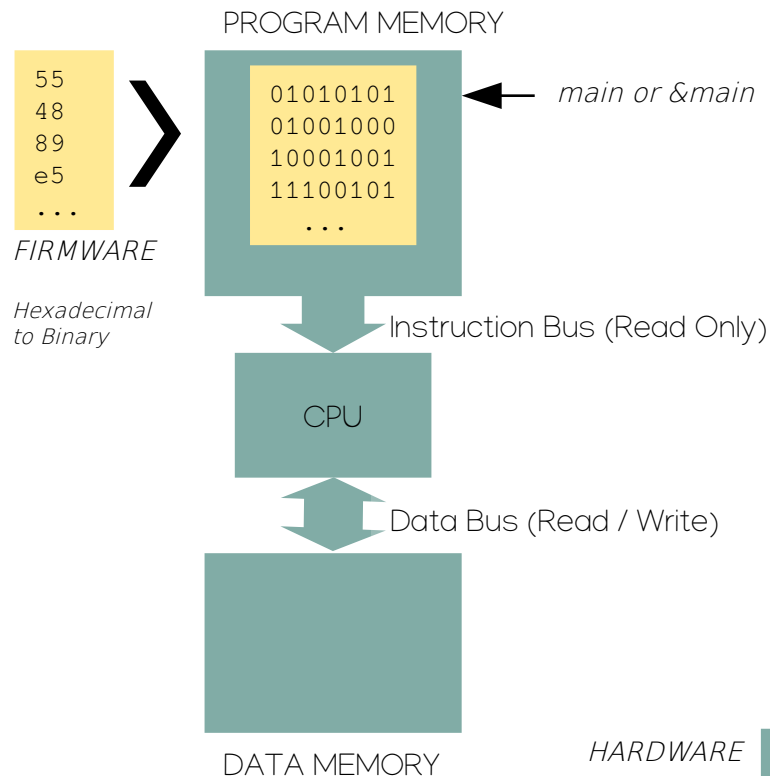 PROGRAM MEMORY
55
48
89
e5
...
FIRMWARE
Hexadecimal
to Binary
01010101
01001000
10001001
11100101
...
main or &main
Instruction Bus (Read Only)
CPU
Data Bus (Read / Write)
DATA MEMORY
HARDWARE